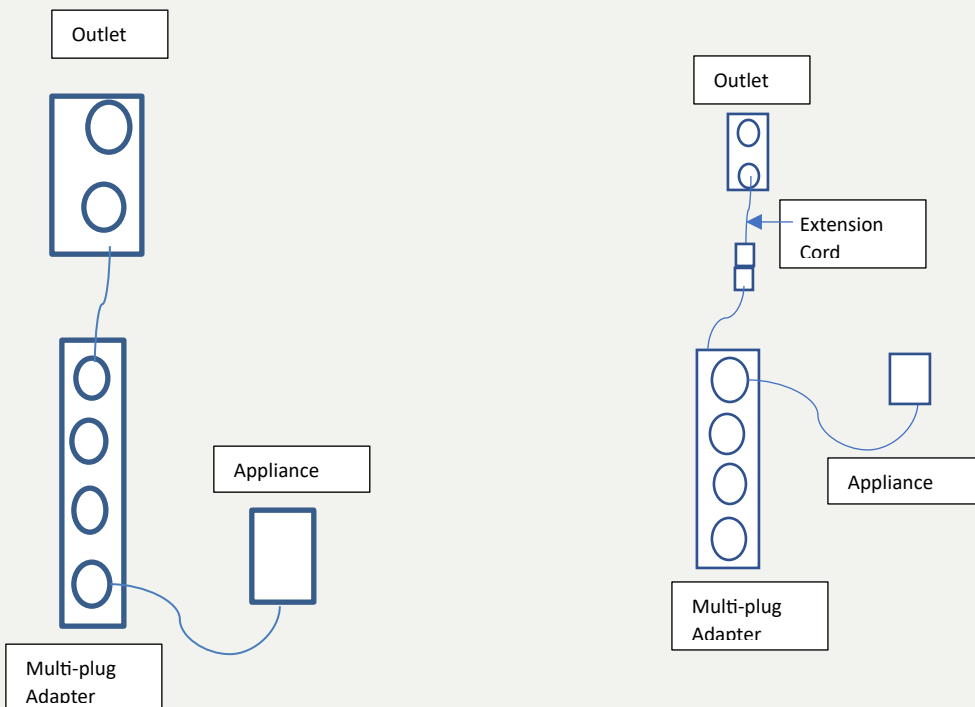 Outlet
Appliance
Multi-plug
Adapter
Outlet
Extension
Cord
Appliance
Multi-plug
Adapter